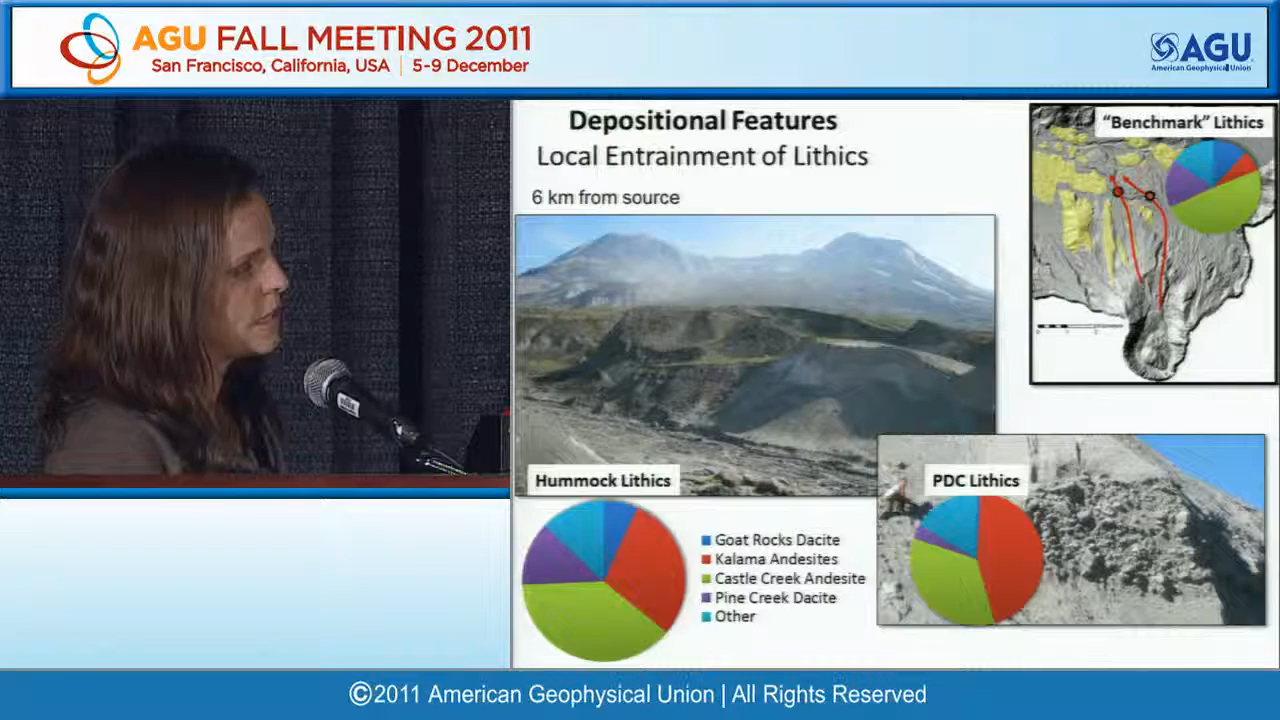 AGU FALL MEETING 2011
San Francisco, California, USA | 5-9 December
AGU
American Geophysical Union
Depositional Features
Local Entrainment of Lithics
6 km from source
"Benchmark" Lithics
Hummock Lithics
PDC Lithics
Goat Rocks Dacite
Kalama Andesites
Castle Creek Andesite
Pine Creek Dacite
Other
©2011 American Geophysical Union | All Rights Reserved